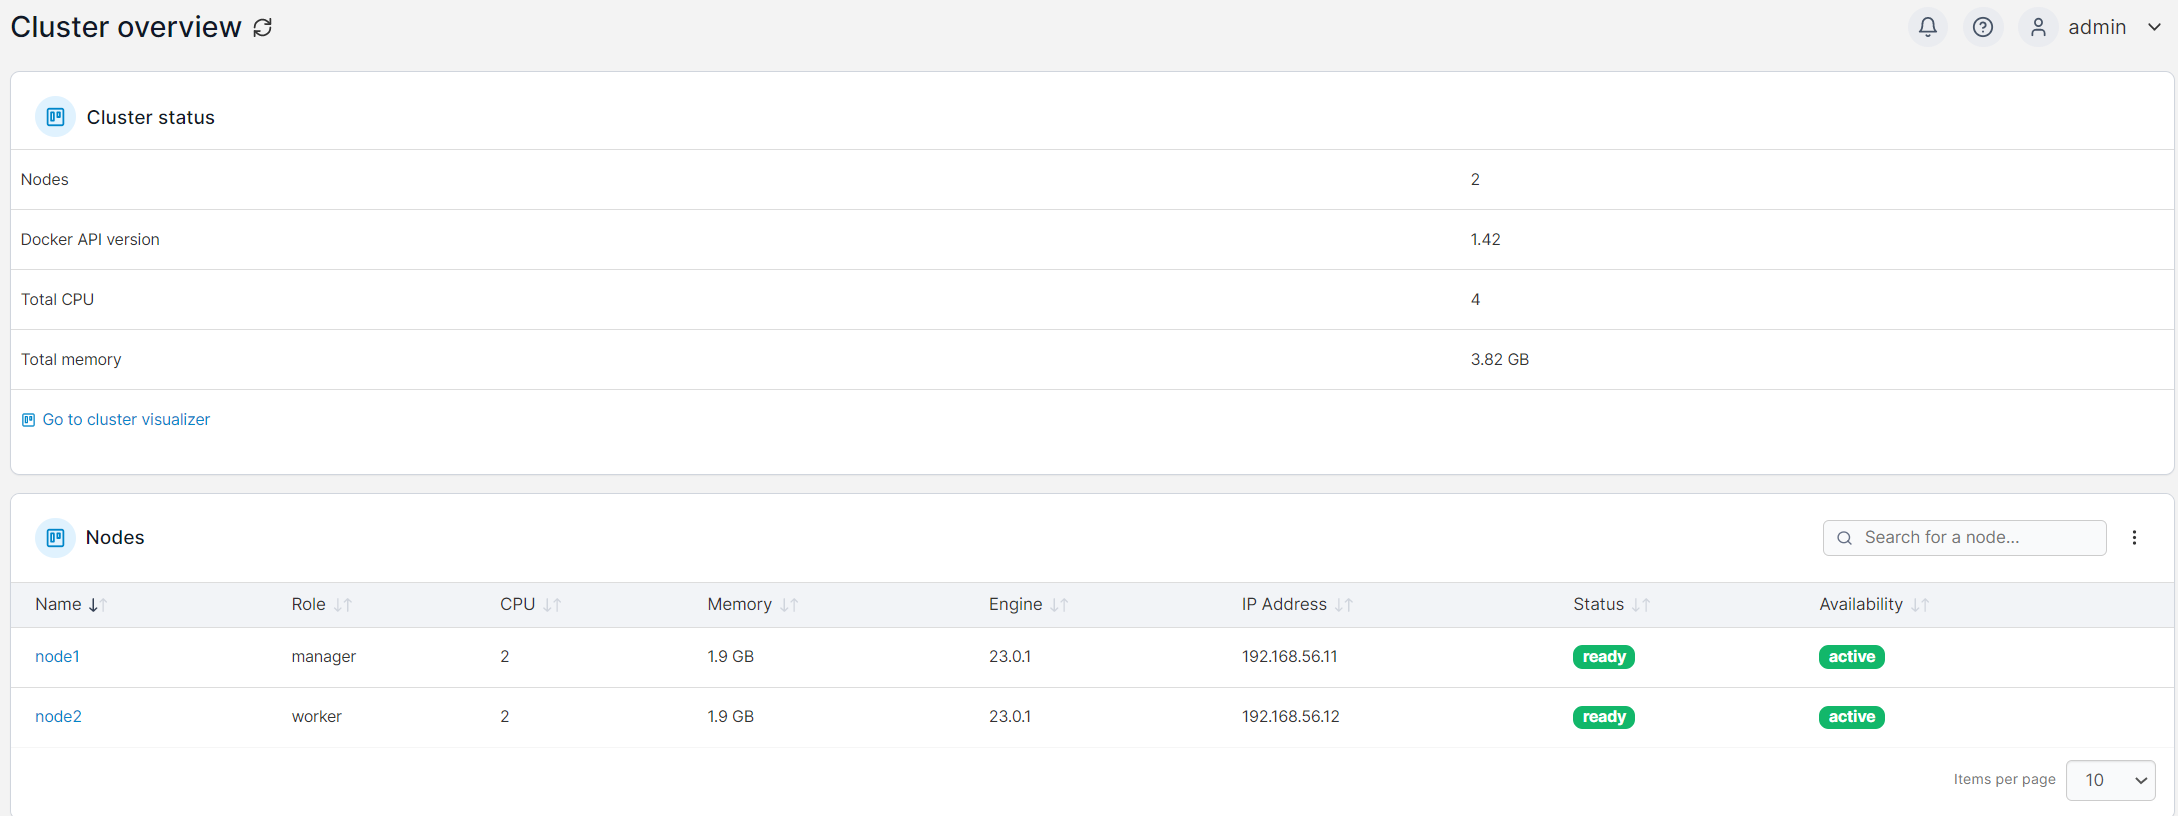 Cluster overview
admin
Cluster status
Nodes 2
Docker API version 1.42
Total CPU 4
Total memory 3.82 GB
Go to cluster visualizer
Nodes
Search for a node...
Name Role CPU Memory Engine IP Address Status Availability
node1 manager 2 1.9 GB 23.0.1 192.168.56.11 ready active
node2 worker 2 1.9 GB 23.0.1 192.168.56.12 ready active
Items per page 10